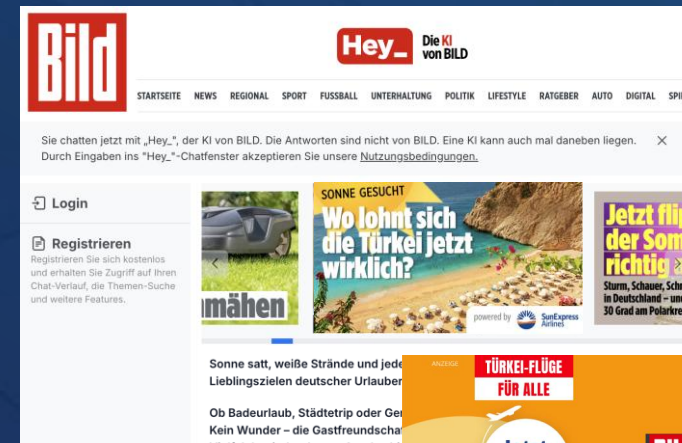 Bild
Hey_
Die KI
von BILD
STARTSEITE NEWS REGIONAL SPORT FUSSBALL UNTERHALTUNG POLITIK LIFESTYLE RATGEBER AUTO DIGITAL
Sie chatten jetzt mit „Hey_", der KI von BILD. Die Antworten sind nicht von BILD. Eine KI kann auch mal daneben liegen.
Durch Eingaben ins "Hey_"-Chatfenster akzeptieren Sie unsere Nutzungsbedingungen.
Login
Registrieren
Registrieren Sie sich kostenlos
und erhalten Sie Zugriff auf Ihren
Chat-Verlauf, die Themen-Suche
und weitere Features.
mähen
SONNE GESUCHT
Wo lohnt sich
die Türkei jetzt
wirklich?
powered by SunExpress
Airlines
Jetzt flip
der Som
richtig
Sturm, Schauer, Sch
in Deutschland – un
30 Grad am Polarkre
Sonne satt, weiße Strände und jede
Lieblingszielen deutscher Urlauber
Ob Badeurlaub, Städtetrip oder Ge
Kein Wunder – die Gastfreundscha
ANZEIGE
TÜRKEI-FLÜGE
FÜR ALLE